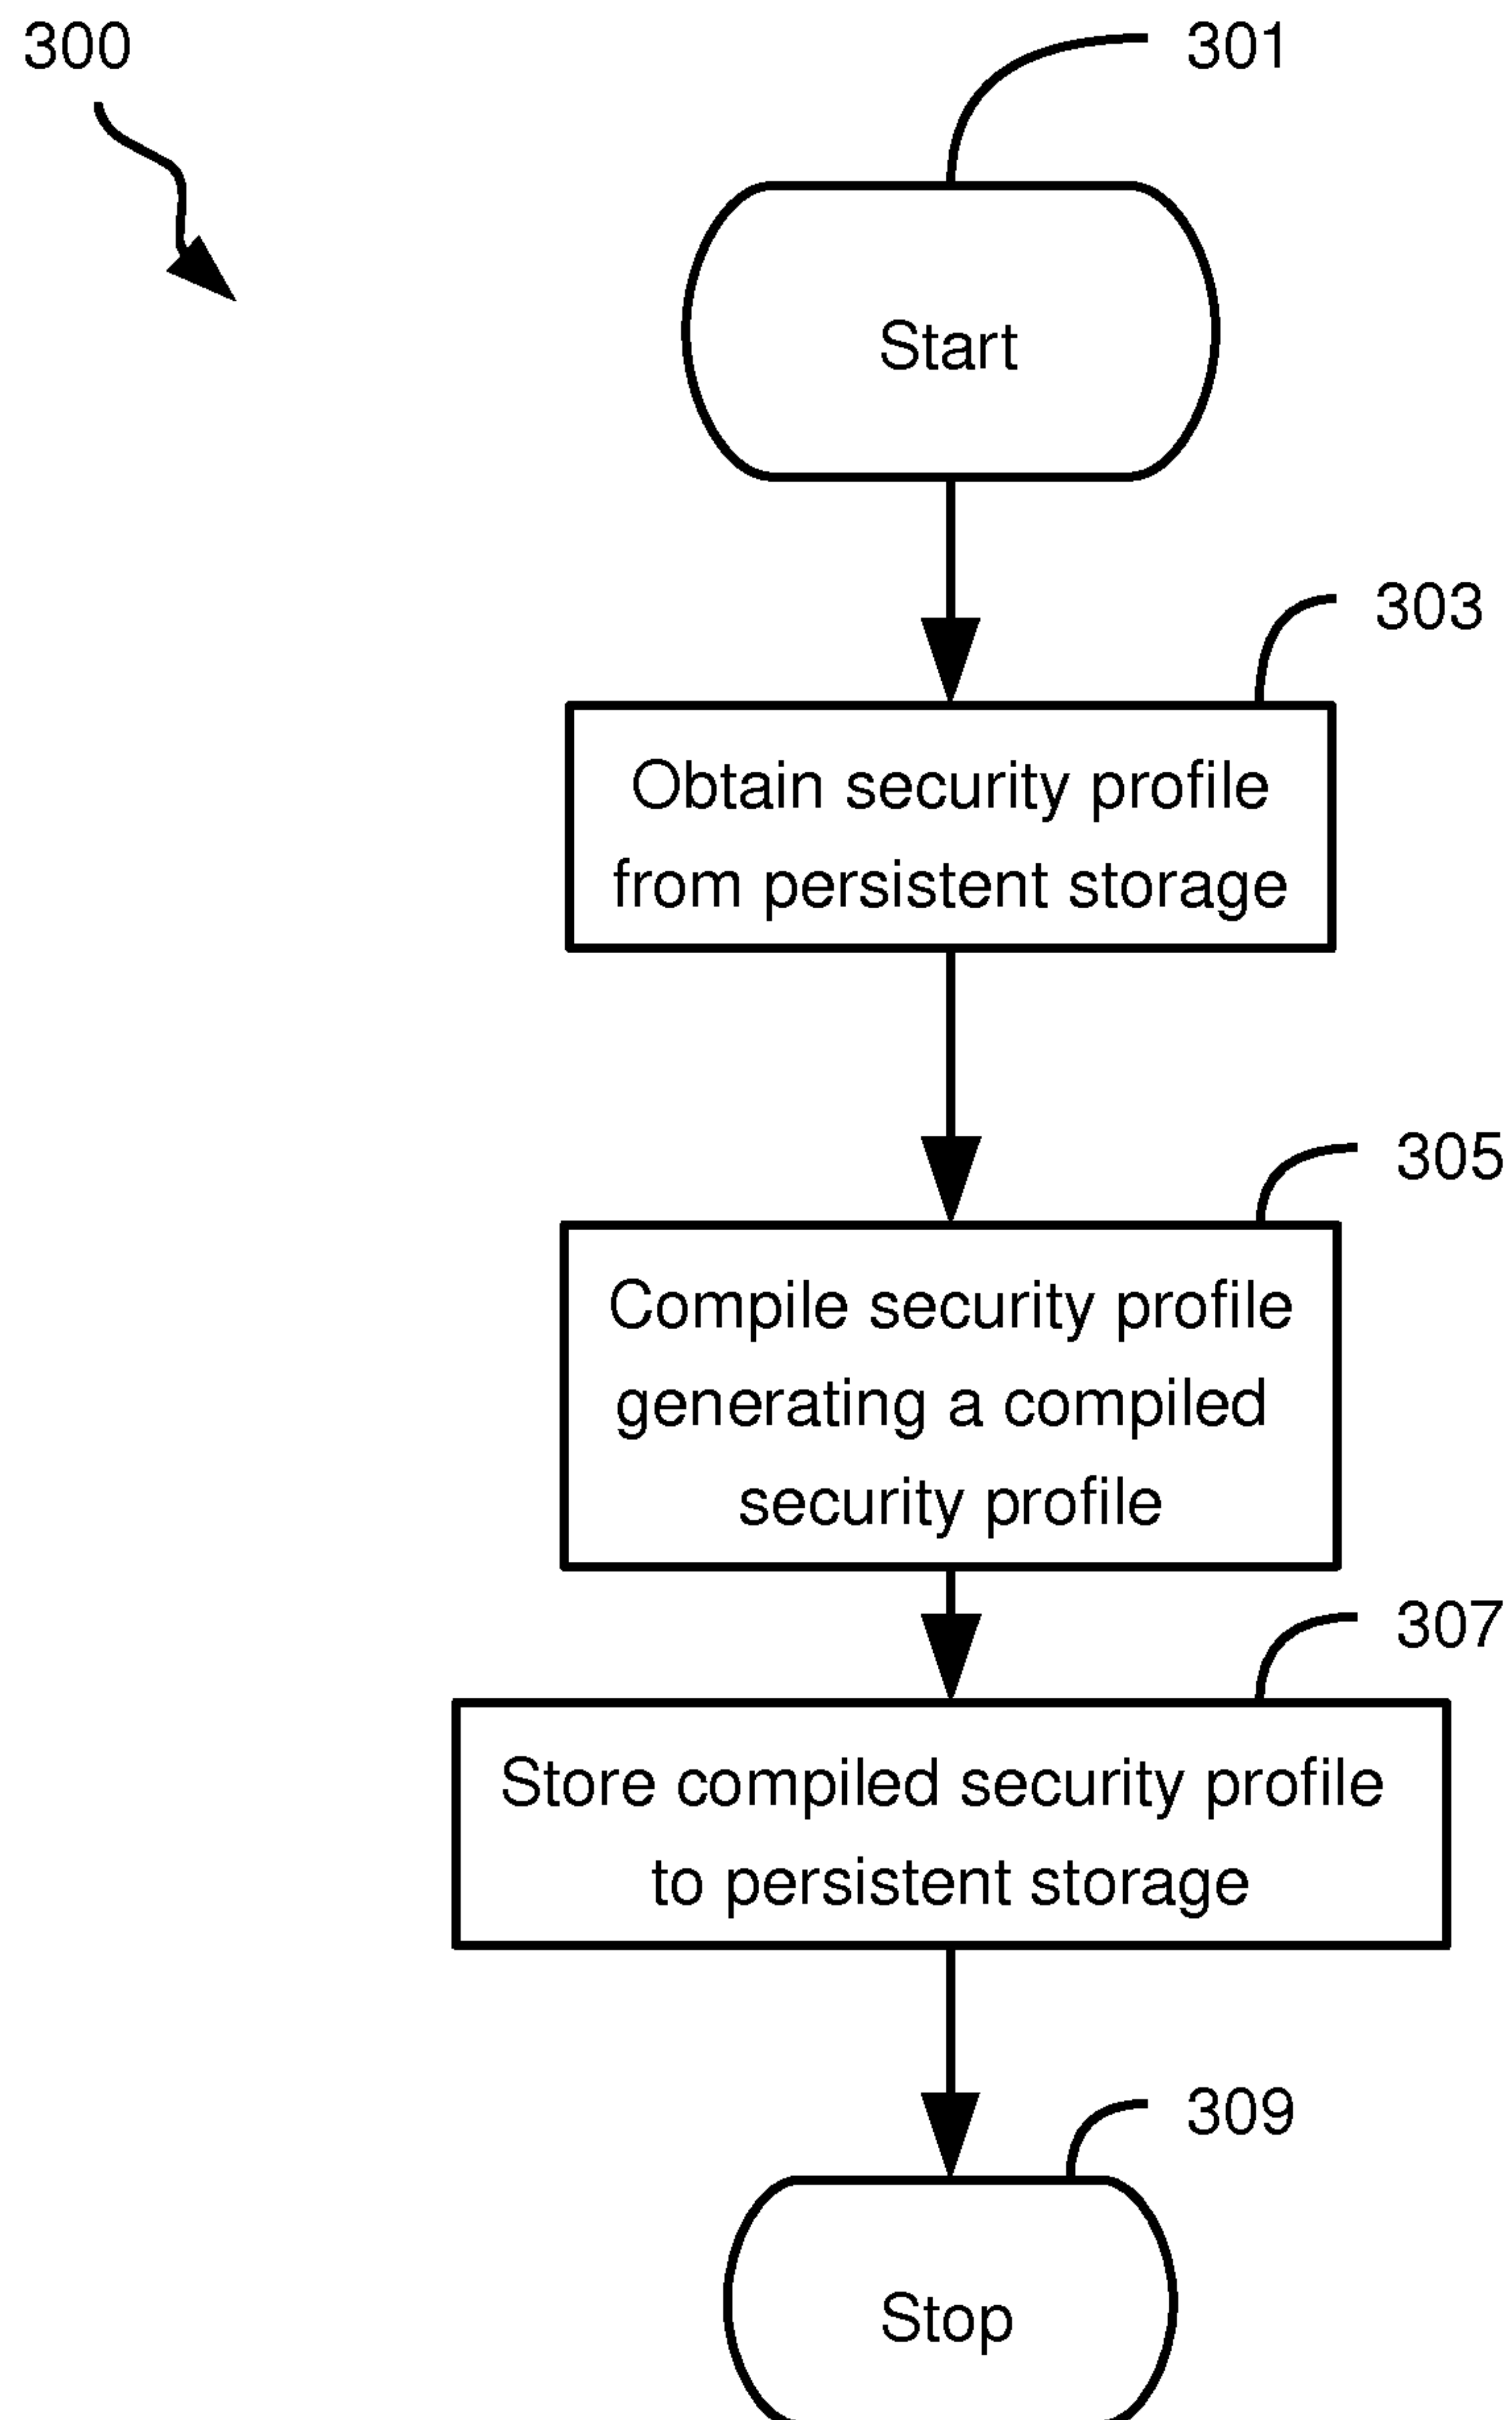 300
301
Start
303
Obtain security profile
from persistent storage
305
Compile security profile
generating a compiled
security profile
307
Store compiled security profile
to persistent storage
309
Stop